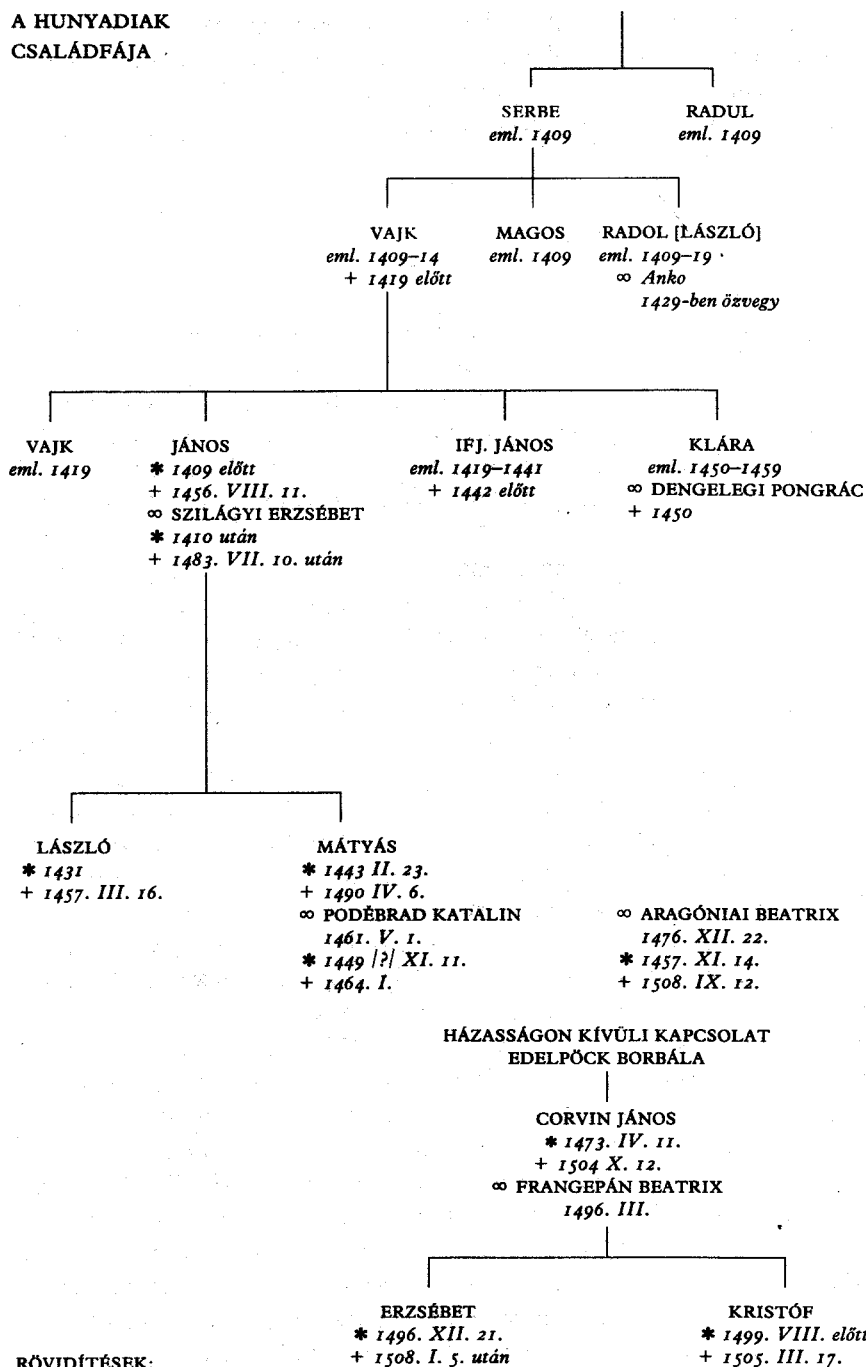 A HUNYADIAK
CSALÁDFÁJA
SERBE
eml. 1409
RADUL
eml. 1409
VAJK
eml. 1409–14
+ 1419 előtt
MAGOS
eml. 1409
RADOL [LÁSZLÓ]
eml. 1409–19
∞ Anko
1429-ben özvegy
VAJK
eml. 1419
JÁNOS
* 1409 előtt
+ 1456. VIII. 11.
∞ SZILÁGYI ERZSÉBET
* 1410 után
+ 1483. VII. 10. után
IFJ. JÁNOS
eml. 1419–1441
+ 1442 előtt
KLÁRA
eml. 1450–1459
∞ DENGELEGI PONGRÁC
+ 1450
LÁSZLÓ
* 1431
+ 1457. III. 16.
MÁTYÁS
* 1443 II. 23.
+ 1490 IV. 6.
∞ PODÉBRAD KATALIN
1461. V. 1.
* 1449 /?/ XI. 11.
+ 1464. I.
∞ ARAGÓNIAI BEATRIX
1476. XII. 22.
* 1457. XI. 14.
+ 1508. IX. 12.
HÁZASSÁGON KÍVÜLI KAPCSOLAT
EDELPÖCK BORBÁLA
CORVIN JÁNOS
* 1473. IV. 11.
+ 1504 X. 12.
∞ FRANGEPÁN BEATRIX
1496. III.
ERZSÉBET
* 1496. XII. 21.
+ 1508. I. 5. után
KRISTÓF
* 1499. VIII. előtt
+ 1505. III. 17.
RÖVIDÍTÉSEK: